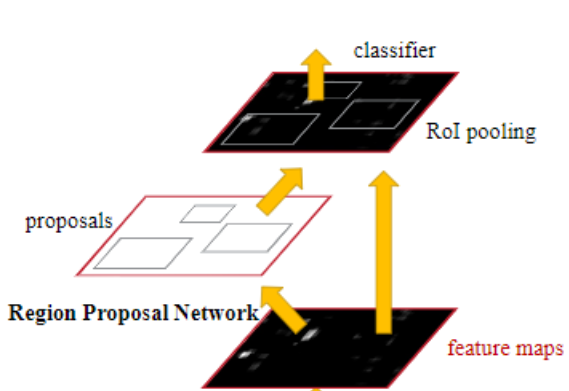 classifier
RoI pooling
proposals
Region Proposal Network
feature maps